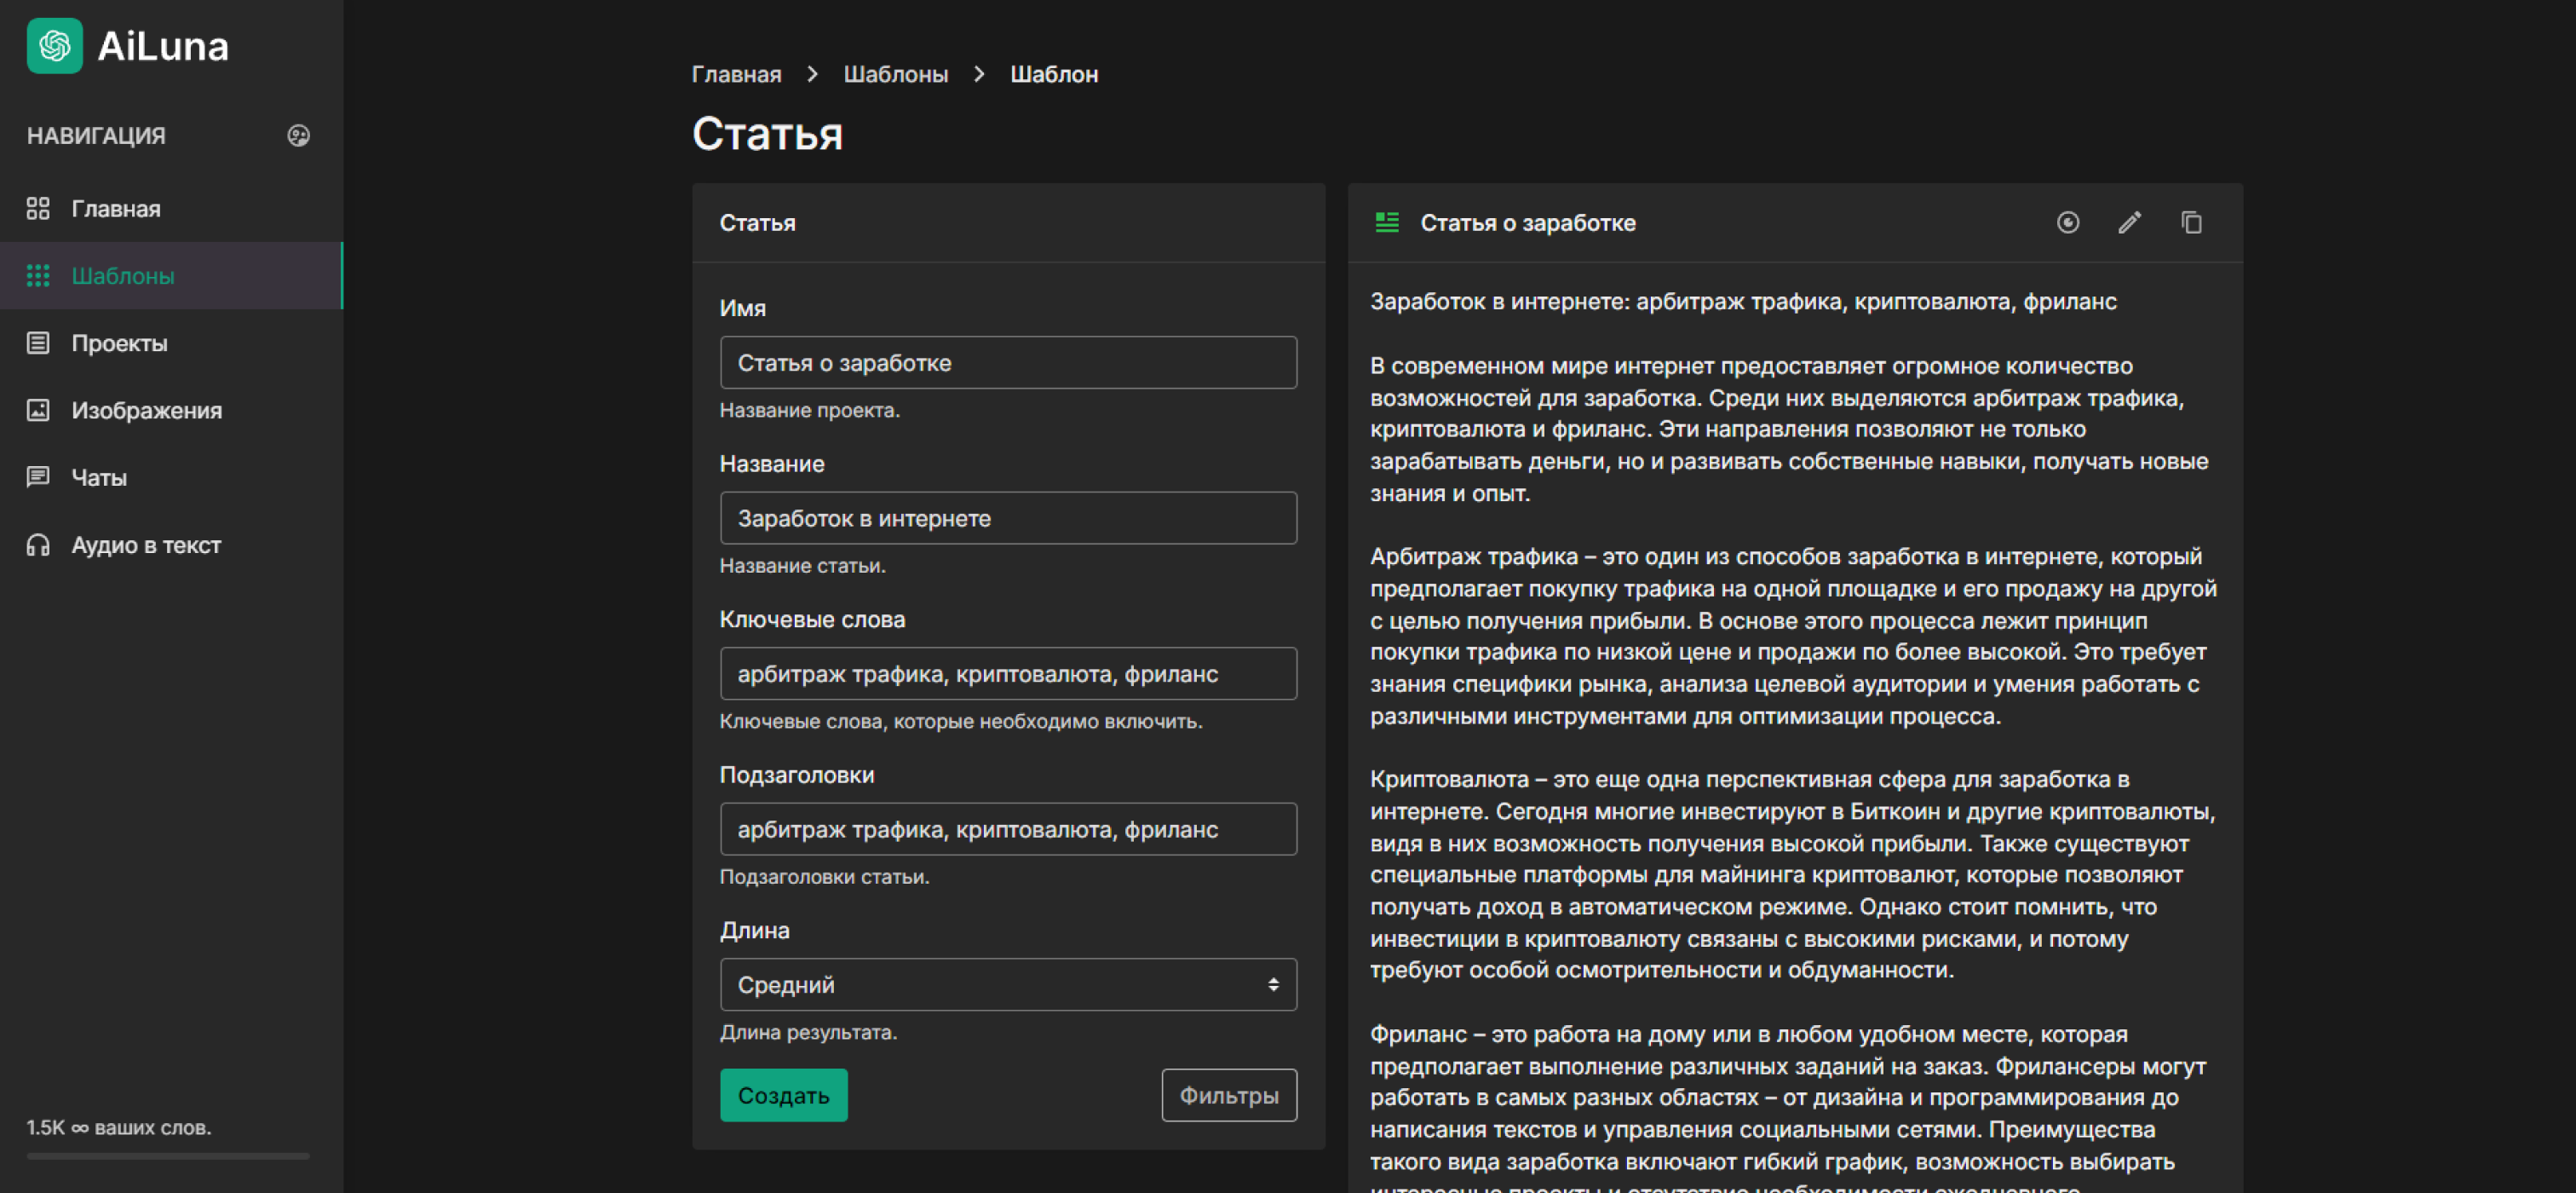 AiLuna
НАВИГАЦИЯ
Главная
Шаблоны
Проекты
Изображения
Чаты
Аудио в текст
1.5K ∞ ваших слов.
Главная > Шаблоны > Шаблон
Статья
Статья
Имя
Статья о заработке
Название проекта.
Название
Заработок в интернете
Название статьи.
Ключевые слова
арбитраж трафика, криптовалюта, фриланс
Ключевые слова, которые необходимо включить.
Подзаголовки
арбитраж трафика, криптовалюта, фриланс
Подзаголовки статьи.
Длина
Средний
Длина результата.
Создать
Фильтры
Статья о заработке
Заработок в интернете: арбитраж трафика, криптовалюта, фриланс
В современном мире интернет предоставляет огромное количество
возможностей для заработка. Среди них выделяются арбитраж трафика,
криптовалюта и фриланс. Эти направления позволяют не только
зарабатывать деньги, но и развивать собственные навыки, получать новые
знания и опыт.
Арбитраж трафика – это один из способов заработка в интернете, который
предполагает покупку трафика на одной площадке и его продажу на другой
с целью получения прибыли. В основе этого процесса лежит принцип
покупки трафика по низкой цене и продажи по более высокой. Это требует
знания специфики рынка, анализа целевой аудитории и умения работать с
различными инструментами для оптимизации процесса.
Криптовалюта – это еще одна перспективная сфера для заработка в
интернете. Сегодня многие инвестируют в Биткоин и другие криптовалюты,
видя в них возможность получения высокой прибыли. Также существуют
специальные платформы для майнинга криптовалют, которые позволяют
получать доход в автоматическом режиме. Однако стоит помнить, что
инвестиции в криптовалюту связаны с высокими рисками, и потому
требуют особой осмотрительности и обдуманности.
Фриланс – это работа на дому или в любом удобном месте, которая
предполагает выполнение различных заданий на заказ. Фрилансеры могут
работать в самых разных областях – от дизайна и программирования до
написания текстов и управления социальными сетями. Преимущества
такого вида заработка включают гибкий график, возможность выбирать